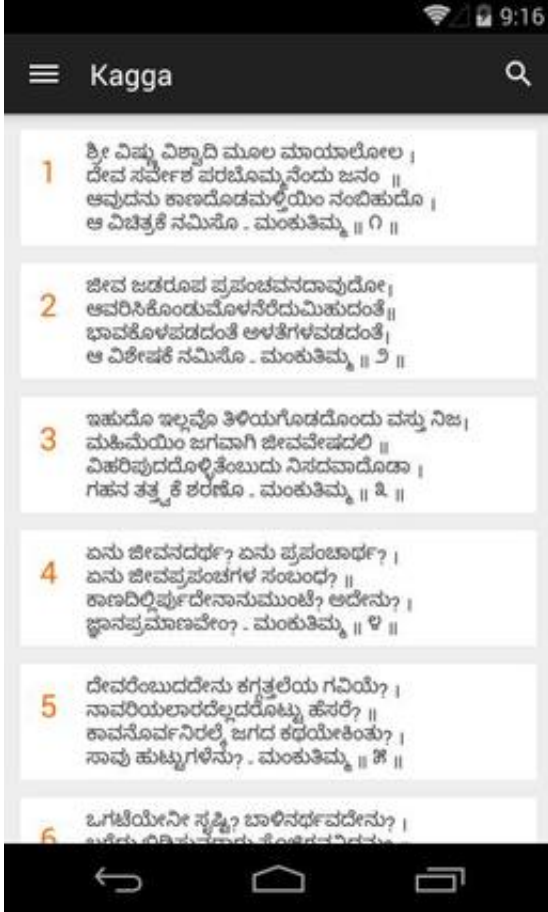 9:16
Kagga
1
ಶ್ರೀ ವಿಷ್ಣು ವಿಶ್ವಾದಿ ಮೂಲ ಮಾಯಾಲೋಲ ।
ದೇವ ಸರ್ವೇಶ ಪರಬೊಮ್ಮನೆಂದು ಜನಂ ॥
ಆವುದನು ಕಾಣದೊಡಮಳ್ತಿಯಿಂ ನಂಬಿಹುದೊ ।
ಆ ವಿಚಿತ್ರಕೆ ನಮಿಸೊ . ಮಂಕುತಿಮ್ಮ ॥ ೧ ॥
2
ಜೀವ ಜಡರೂಪ ಪ್ರಪಂಚವನದಾವುದೋ।
ಆವರಿಸಿಕೊಂಡುಮೊಳನೆರೆದುಮಿಹುದಂತೆ॥
ಭಾವಕೊಳಪಡದಂತೆ ಅಳತೆಗಳವಡದಂತೆ।
ಆ ವಿಶೇಷಕೆ ನಮಿಸೊ . ಮಂಕುತಿಮ್ಮ ॥ ೨ ॥
3
ಇಹುದೊ ಇಲ್ಲವೊ ತಿಳಿಯಗೊಡದೊಂದು ವಸ್ತು ನಿಜ।
ಮಹಿಮೆಯಿಂ ಜಗವಾಗಿ ಜೀವವೇಷದಲಿ ॥
ವಿಹರಿಪುದದೊಳ್ಳಿತೆಂಬುದು ನಿಸದವಾದೊಡಾ ।
ಗಹನ ತತ್ತ್ವಕೆ ಶರಣೊ . ಮಂಕುತಿಮ್ಮ ॥ ೩ ॥
4
ಏನು ಜೀವನದರ್ಥ? ಏನು ಪ್ರಪಂಚಾರ್ಥ? ।
ಏನು ಜೀವಪ್ರಪಂಚಗಳ ಸಂಬಂಧ? ॥
ಕಾಣದಿಲ್ಲಿರ್ಪುದೇನಾನುಮುಂಟೆ? ಅದೇನು? ।
ಜ್ಞಾನಪ್ರಮಾಣವೇಂ? . ಮಂಕುತಿಮ್ಮ ॥ ೪ ॥
5
ದೇವರೆಂಬುದದೇನು ಕಗ್ಗತ್ತಲೆಯ ಗವಿಯೆ? ।
ನಾವರಿಯಲಾರದೆಲ್ಲದರೊಟ್ಟು ಹೆಸರೆ? ॥
ಕಾವನೊರ್ವನಿರಲ್ಕೆ ಜಗದ ಕಥಯೇಕಿಂತು? ।
ಸಾವು ಹುಟ್ಟುಗಳೆನು? . ಮಂಕುತಿಮ್ಮ ॥ ೫ ॥
6
ಒಗಟೆಯೇನೀ ಸೃಷ್ಟಿ? ಬಾಳಿನರ್ಥವದೇನು? ।